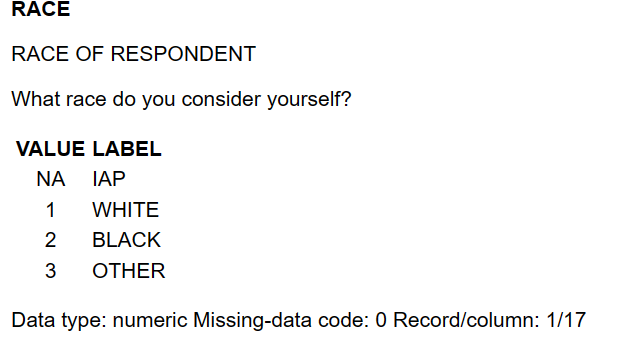 RACE
RACE OF RESPONDENT
What race do you consider yourself?
VALUE LABEL
NA IAP
1 WHITE
2 BLACK
3 OTHER
Data type: numeric Missing-data code: 0 Record/column: 1/17